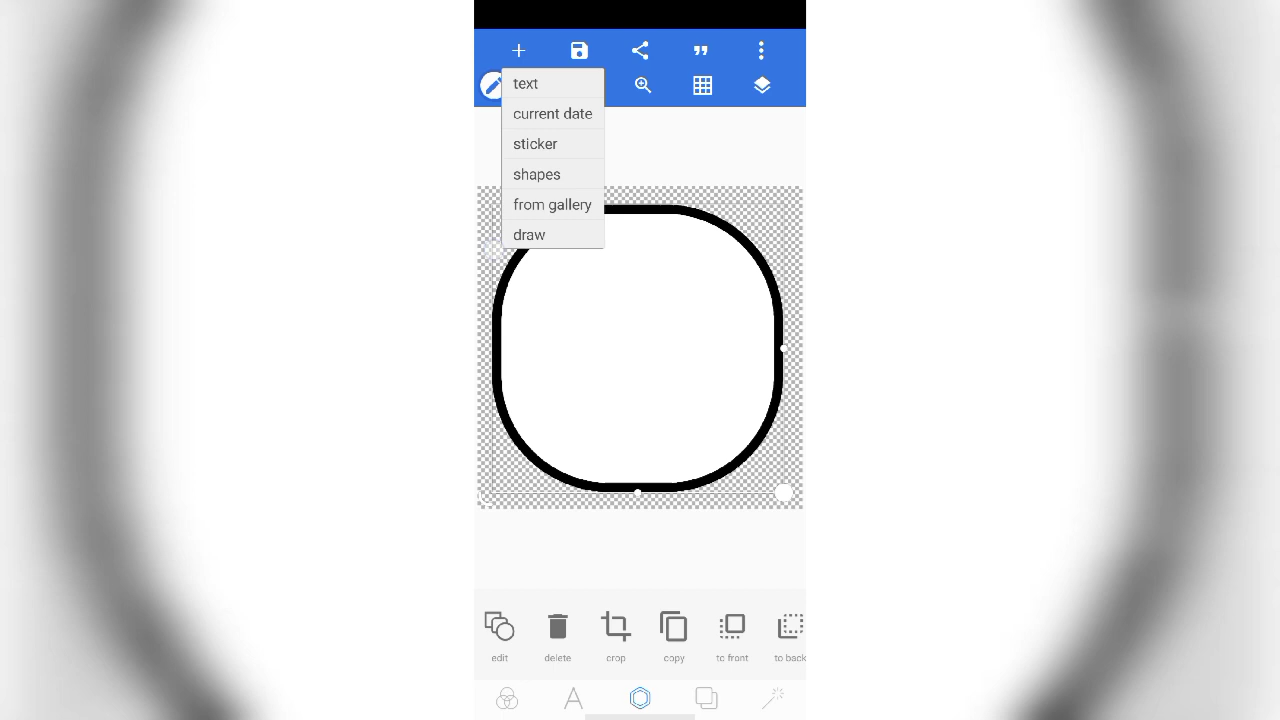 text
current date
sticker
shapes
from gallery
draw
edit
delete
crop
copy
to front
to back